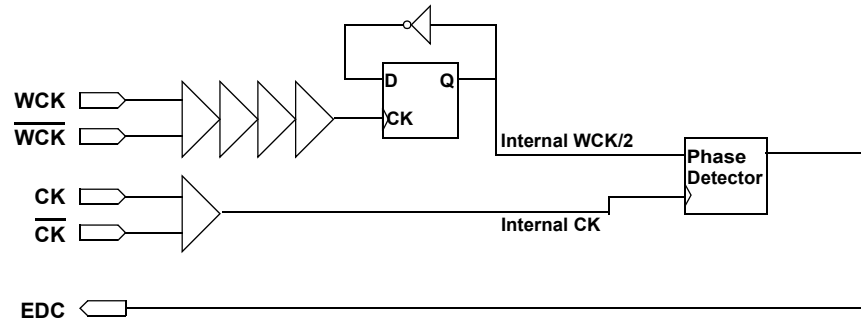 D Q
WCK
WCK
CK
Internal WCK/2
Phase
Detector
CK
CK
Internal CK
EDC